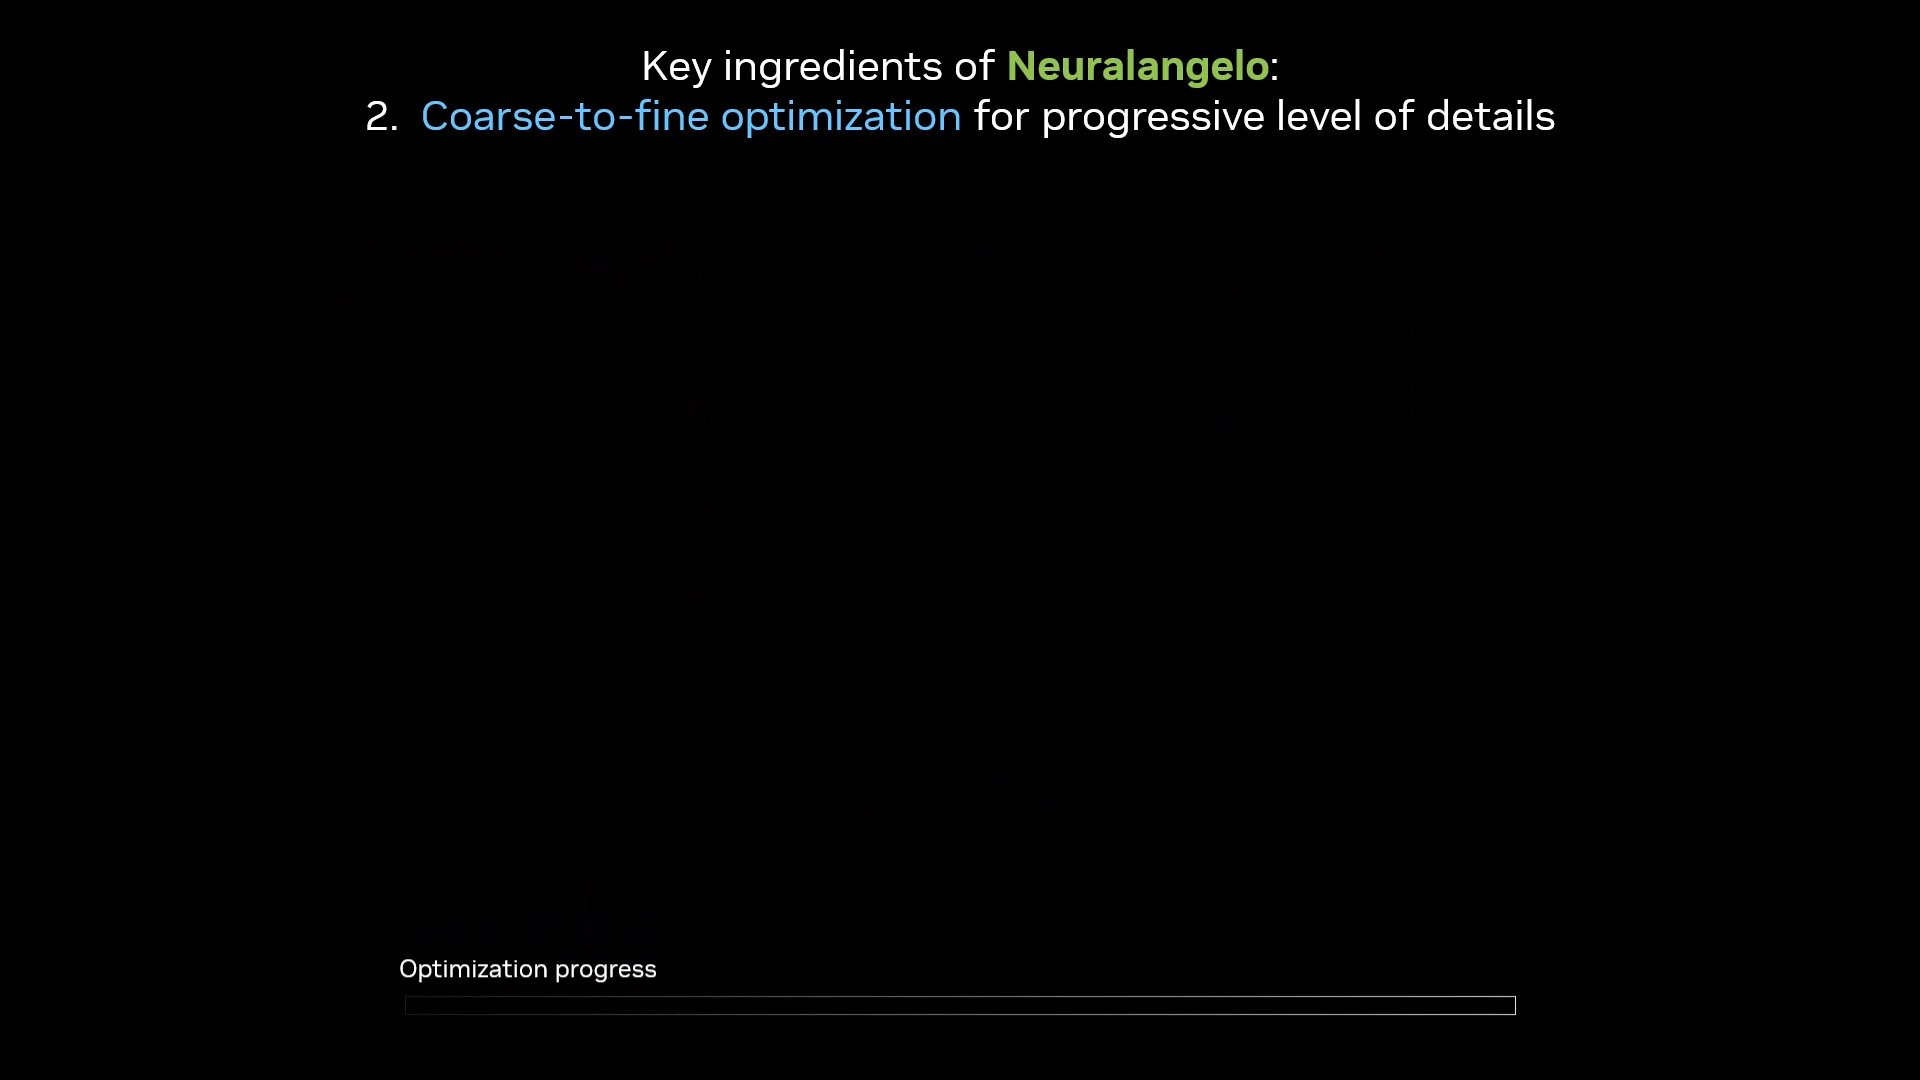 Key ingredients of Neuralangelo:
2. Coarse-to-fine optimization for progressive level of details
Optimization progress